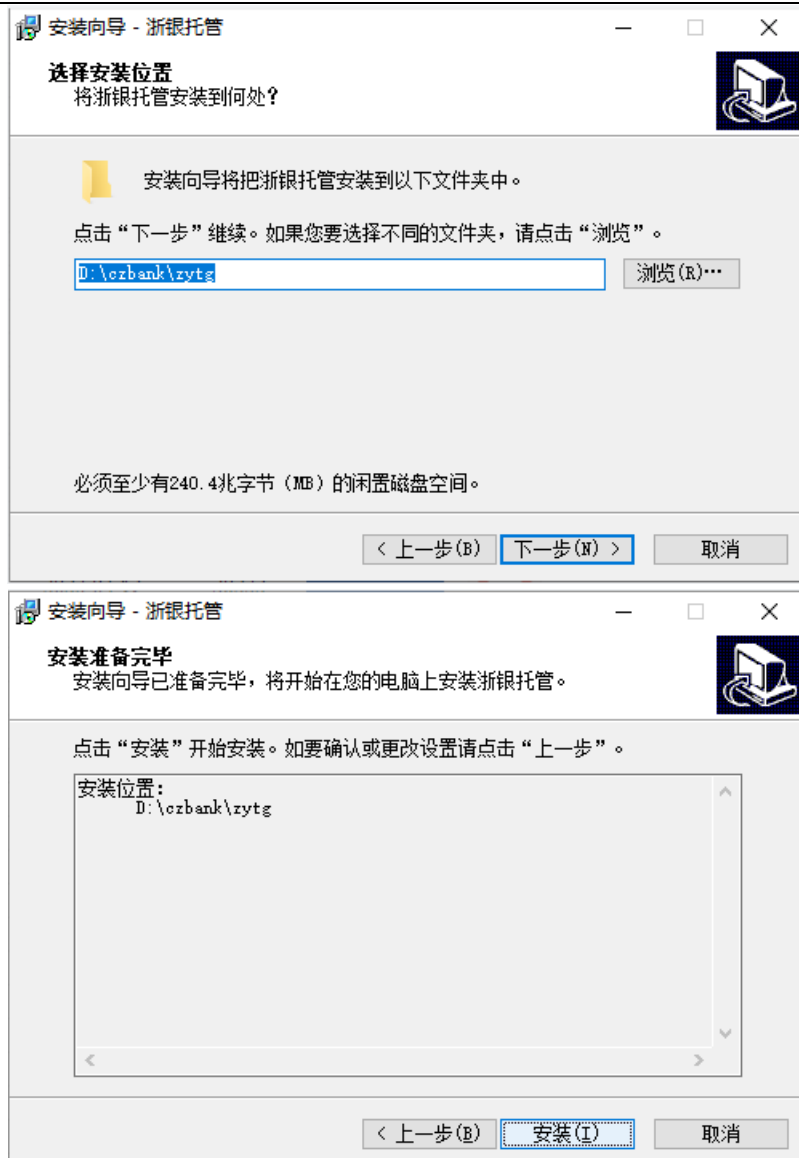 安装向导 - 浙银托管
选择安装位置
将浙银托管安装到何处?
安装向导将把浙银托管安装到以下文件夹中。
点击“下一步”继续。如果您要选择不同的文件夹，请点击“浏览”。
D:\czbank\zytg
浏览(R)...
必须至少有240.4兆字节（MB）的闲置磁盘空间。
< 上一步(B) 下一步(N) > 取消
安装向导 - 浙银托管
安装准备完毕
安装向导已准备完毕，将开始在您的电脑上安装浙银托管。
点击“安装”开始安装。如要确认或更改设置请点击“上一步”。
安装位置:
D:\czbank\zytg
< 上一步(B) 安装(I) 取消